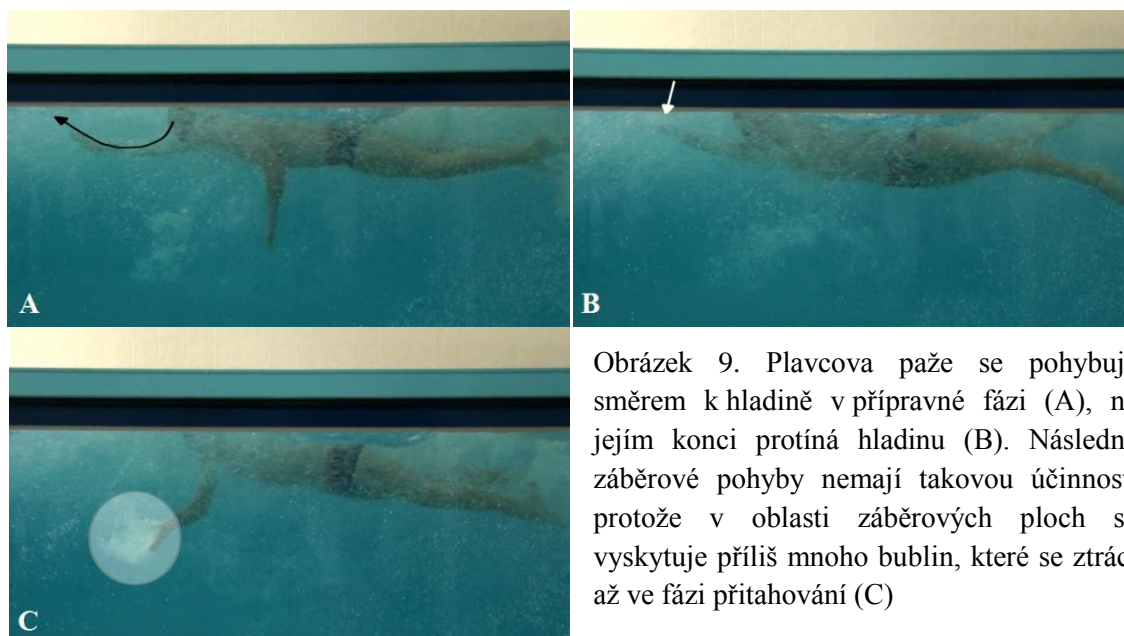 A
B
Obrázek 9. Plavcova paže se pohybuj
směrem k hladině v přípravné fázi (A), n
jejím konci protíná hladinu (B). Následn
záběrové pohyby nemají takovou účinnost
protože v oblasti záběrových ploch s
vyskytuje příliš mnoho bublin, které se ztrác
až ve fázi přitahování (C)
C